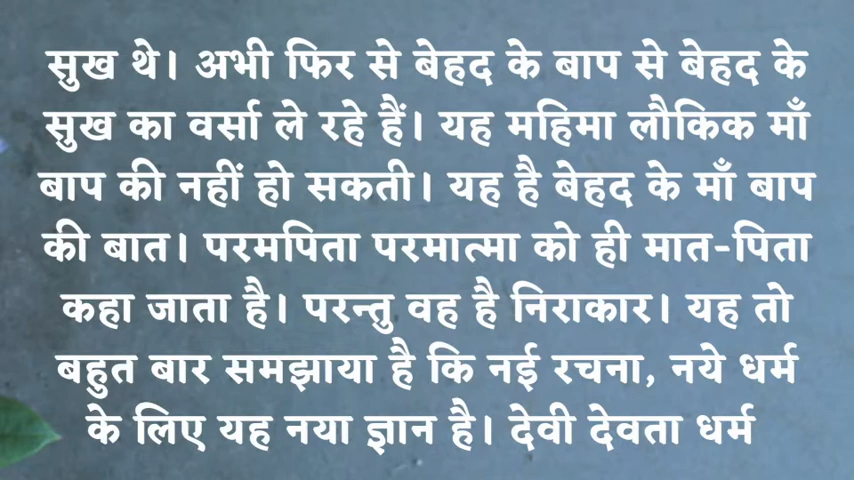 सुख थे। अभी फिर से बेहद के बाप से बेहद के
सुख का वर्सा ले रहे हैं। यह महिमा लौकिक माँ
बाप की नहीं हो सकती। यह है बेहद के माँ बाप
की बात। परमपिता परमात्मा को ही मात-पिता
कहा जाता है। परन्तु वह है निराकार। यह तो
बहुत बार समझाया है कि नई रचना, नये धर्म
के लिए यह नया ज्ञान है। देवी देवता धर्म